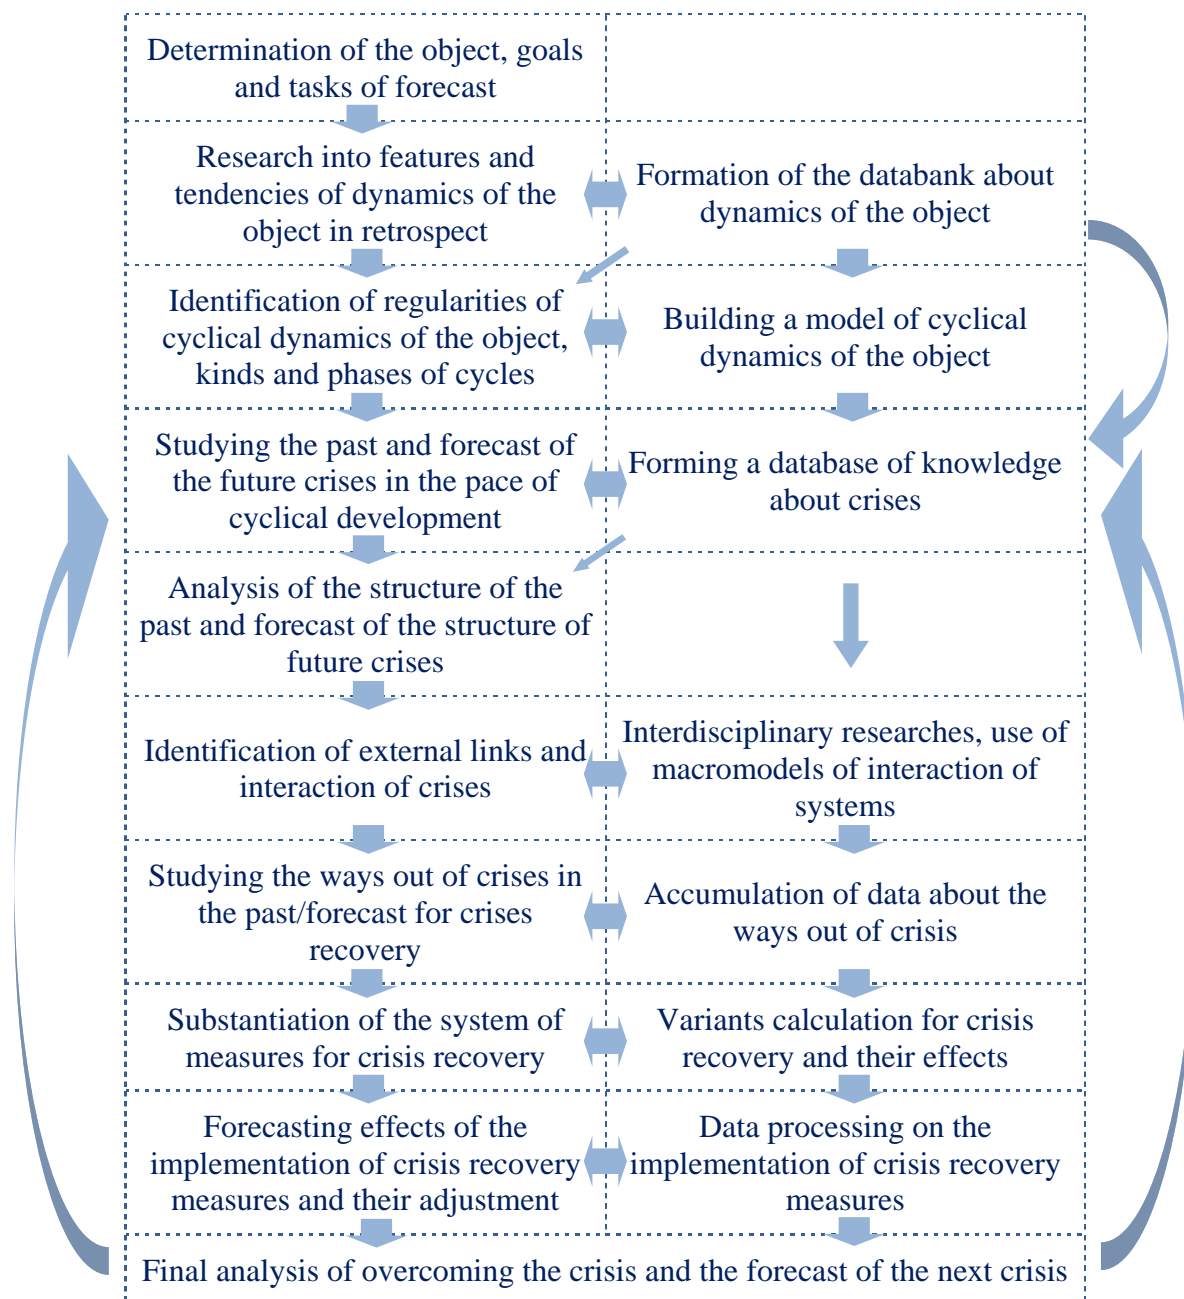 Determination of the object, goals
and tasks of forecast
Research into features and
tendencies of dynamics of the
object in retrospect
Formation of the databank about
dynamics of the object
Identification of regularities of
cyclical dynamics of the object,
kinds and phases of cycles
Building a model of cyclical
dynamics of the object
Studying the past and forecast of
the future crises in the pace of
cyclical development
Forming a database of knowledge
about crises
Analysis of the structure of the
past and forecast of the structure of
future crises
Identification of external links and
interaction of crises
Interdisciplinary researches, use of
macromodels of interaction of
systems
Studying the ways out of crises in
the past/forecast for crises
recovery
Accumulation of data about the
ways out of crisis
Substantiation of the system of
measures for crisis recovery
Variants calculation for crisis
recovery and their effects
Forecasting effects of the
implementation of crisis recovery
measures and their adjustment
Data processing on the
implementation of crisis recovery
measures
Final analysis of overcoming the crisis and the forecast of the next crisis